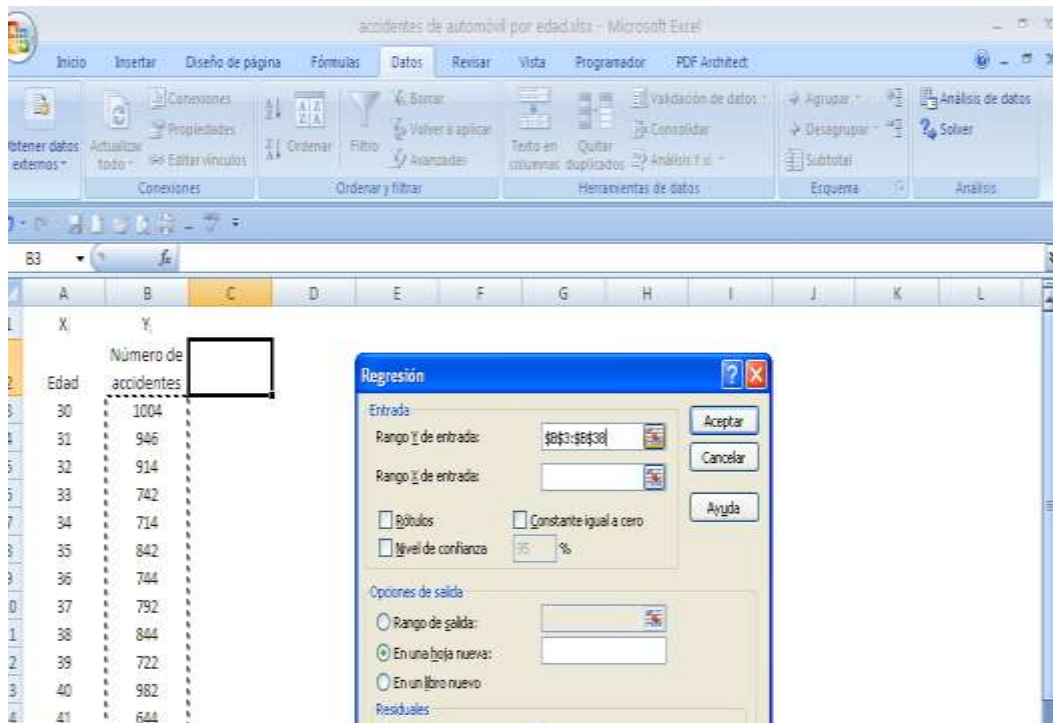 accidentes de automóvil por edad.xlsx - Microsoft Excel
Inicio Insertar Diseño de página Fórmulas Datos Revisar Vista Programador PDF Architect
Obtener datos externos
Actualizar todo
Conexiones
Propiedades
Editar vínculos
Conexiones
Ordenar
Filtro
Borrar
Volver a aplicar
Avanzadas
Ordenar y filtrar
Texto en columnas
Quitar duplicados
Validación de datos
Consolidar
Análisis Y si
Herramientas de datos
Agrupar
Desagrupar
Subtotal
Esquema
Análisis de datos
Solver
Análisis
B3 fx
A B C D E F G H I J K L
X Y
Número de
Edad accidentes
30 1004
31 946
32 914
33 742
34 714
35 842
36 744
37 792
38 844
39 722
40 982
41 644
Regresión
Entrada
Rango Y de entrada: $B$3:$B$38
Rango X de entrada:
Rótulos Constante igual a cero
Nivel de confianza 95 %
Aceptar
Cancelar
Ayuda
Opciones de salida
Rango de salida:
En una hoja nueva:
En un libro nuevo
Residuales